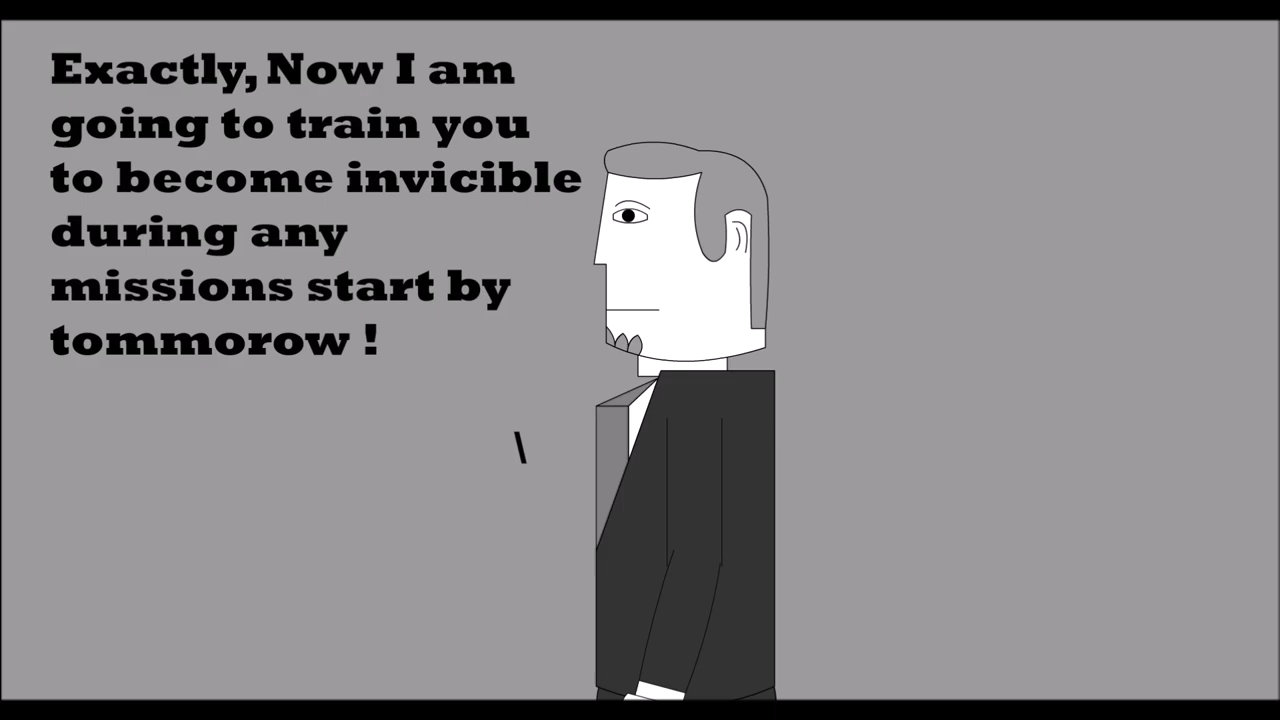 Exactly, Now I am
going to train you
to become invicible
during any
missions start by
tommorow !
\